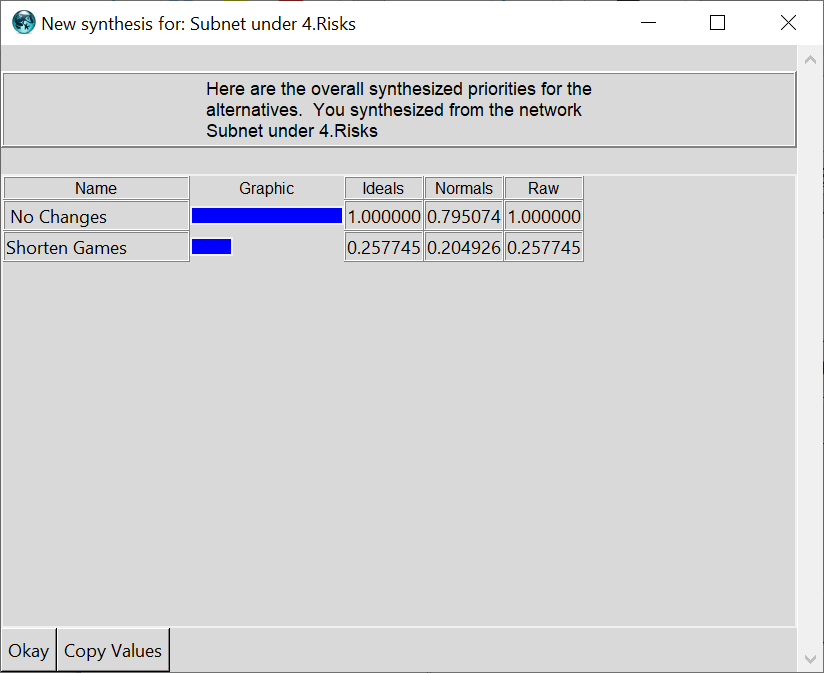 New synthesis for: Subnet under 4.Risks
Here are the overall synthesized priorities for the
alternatives.  You synthesized from the network
Subnet under 4.Risks
Name Graphic Ideals Normals Raw
No Changes 1.000000 0.795074 1.000000
Shorten Games 0.257745 0.204926 0.257745
Okay Copy Values